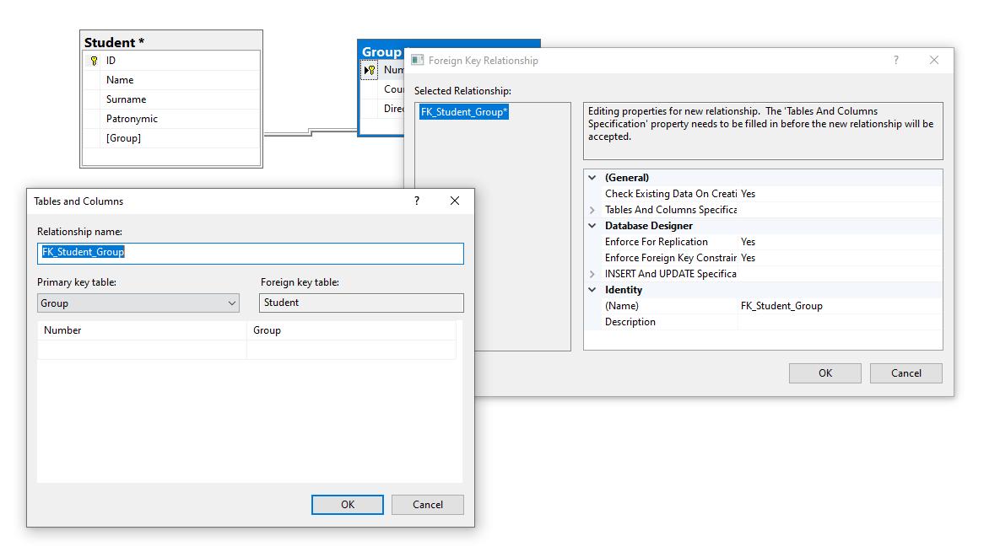 Student *
ID
Name
Surname
Patronymic
[Group]
Group
Foreign Key Relationship
?
Selected Relationship:
FK_Student_Group*
Editing properties for new relationship. The 'Tables And Columns
Specification' property needs to be filled in before the new relationship will be
accepted.
(General)
Check Existing Data On Creati Yes
Tables And Columns Specifica
Database Designer
Enforce For Replication Yes
Enforce Foreign Key Constrair Yes
INSERT And UPDATE Specifica
Identity
(Name) FK_Student_Group
Description
OK Cancel
Tables and Columns
?
Relationship name:
FK_Student_Group
Primary key table: Foreign key table:
Group Student
Number Group
OK Cancel